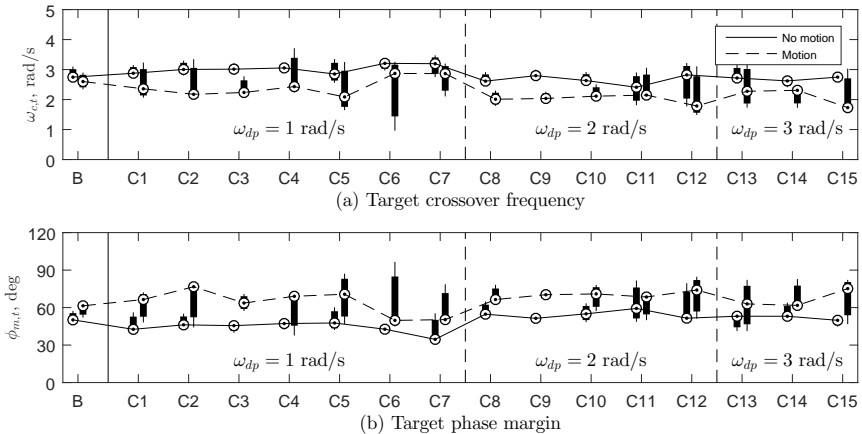 5
4
3
2
1
0
ω_{c,t}, rad/s
No motion
Motion
ω_{dp} = 1 rad/s
ω_{dp} = 2 rad/s
ω_{dp} = 3 rad/s
B C1 C2 C3 C4 C5 C6 C7 C8 C9 C10 C11 C12 C13 C14 C15
(a) Target crossover frequency
120
90
60
30
0
ϕ_{m,t}, deg
ω_{dp} = 1 rad/s
ω_{dp} = 2 rad/s
ω_{dp} = 3 rad/s
B C1 C2 C3 C4 C5 C6 C7 C8 C9 C10 C11 C12 C13 C14 C15
(b) Target phase margin